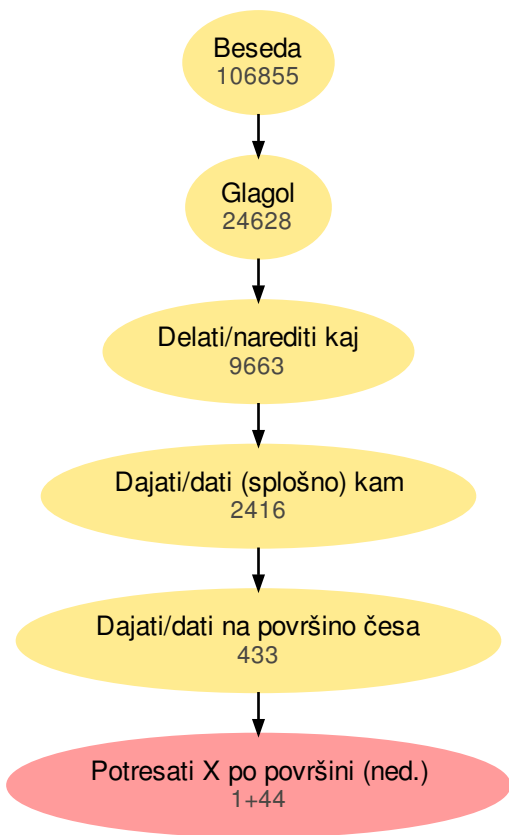 Beseda
106855
Glagol
24628
Delati/narediti kaj
9663
Dajati/dati (splošno) kam
2416
Dajati/dati na površino česa
433
Potresati X po površini (ned.)
1+44